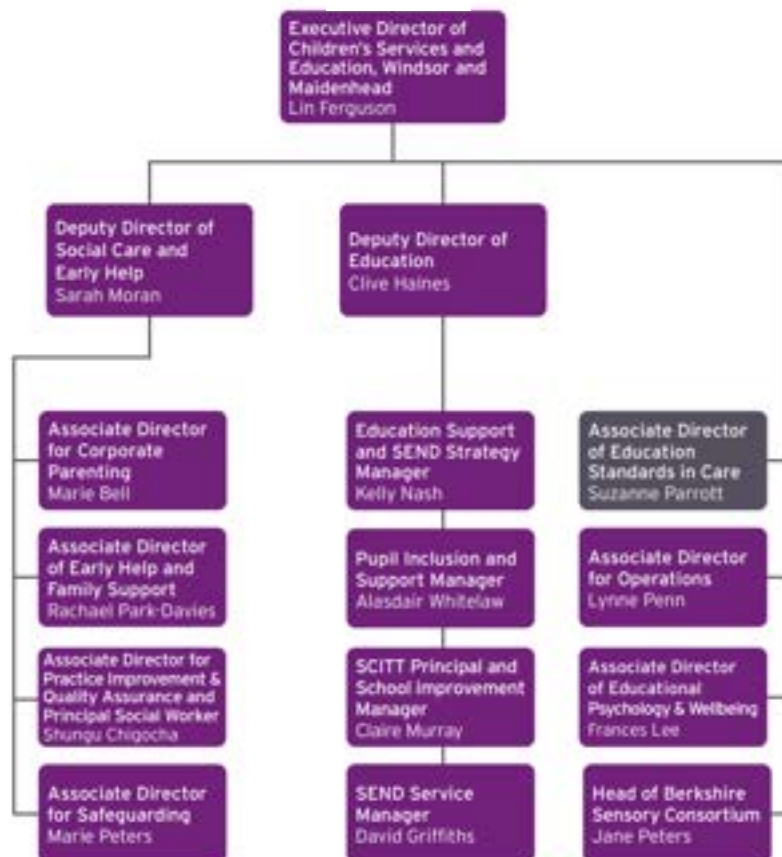 Executive Director of
Children's Services and
Education, Windsor and
Maidenhead
Lin Ferguson
Deputy Director of
Social Care and
Early Help
Sarah Moran
Deputy Director of
Education
Clive Haines
Associate Director
for Corporate
Parenting
Marie Bell
Education Support
and SEND Strategy
Manager
Kelly Nash
Associate Director
of Education
Standards in Care
Suzanne Parrott
Associate Director
of Early Help and
Family Support
Rachael Park-Davies
Pupil Inclusion and
Support Manager
Alasdair Whitelaw
Associate Director
for Operations
Lynne Penn
Associate Director for
Practice Improvement &
Quality Assurance and
Principal Social Worker
Shungu Chigocha
SCITT Principal and
School improvement
Manager
Claire Murray
Associate Director
of Educational
Psychology & Wellbeing
Frances Lee
Associate Director
for Safeguarding
Marie Peters
SEND Service
Manager
David Griffiths
Head of Berkshire
Sensory Consortium
Jane Peters